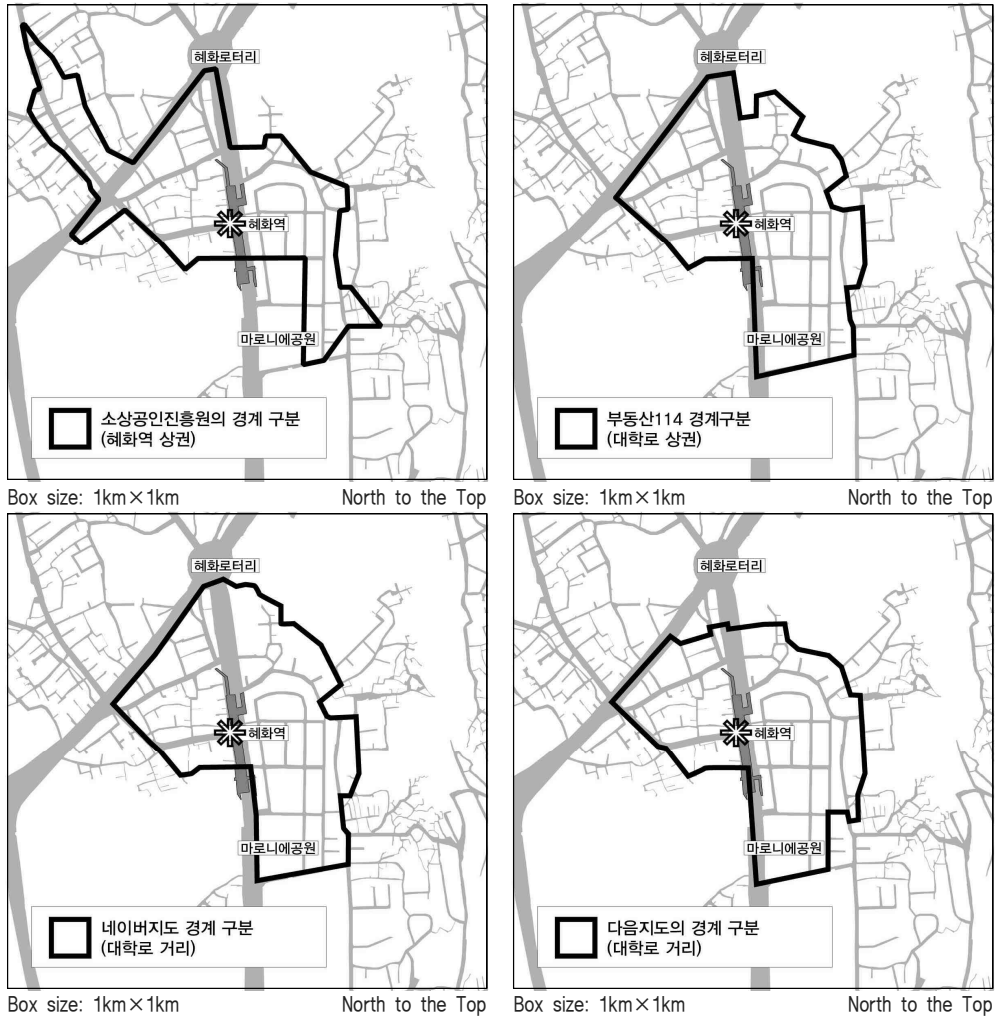 혜화로터리
혜화역
마로니에공원
소상공인진흥원의 경계 구분
(혜화역 상권)
Box size: 1km×1km
North to the Top
혜화로터리
혜화역
마로니에공원
부동산114 경계구분
(대학로 상권)
Box size: 1km×1km
North to the Top
혜화로터리
혜화역
마로니에공원
네이버지도 경계 구분
(대학로 거리)
Box size: 1km×1km
North to the Top
혜화로터리
혜화역
마로니에공원
다음지도의 경계 구분
(대학로 거리)
Box size: 1km×1km
North to the Top